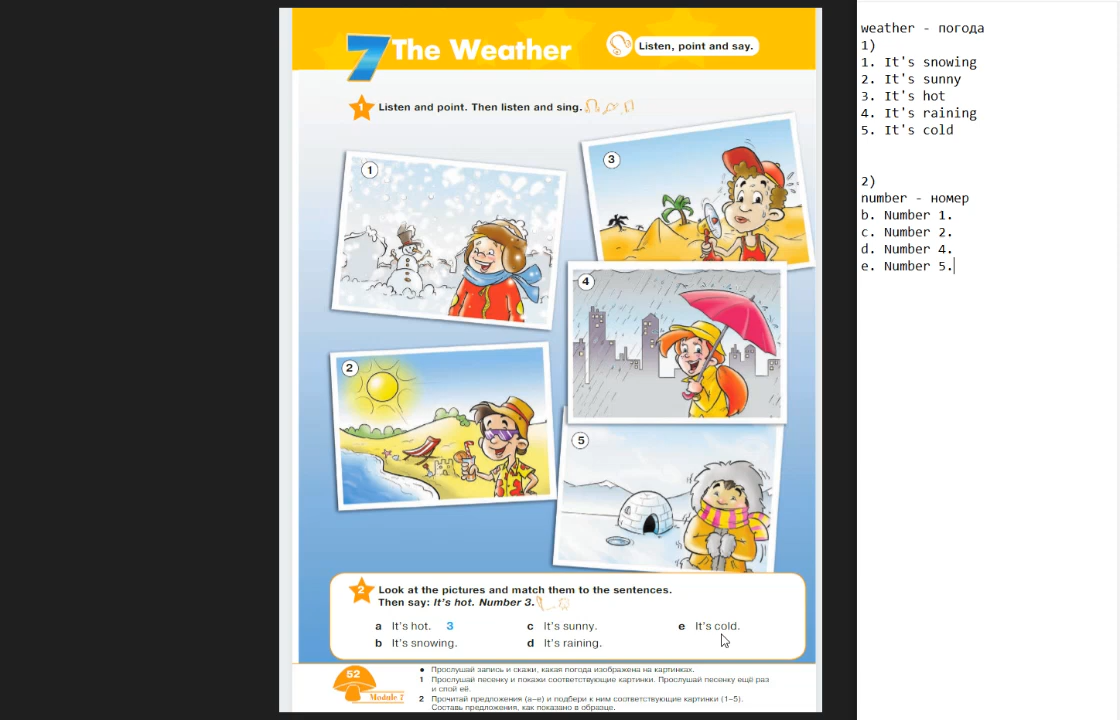 7 The Weather
Listen, point and say.
1 Listen and point. Then listen and sing.
1
3
4
2
5
2 Look at the pictures and match them to the sentences.
Then say: It's hot. Number 3.
a It's hot. 3
b It's snowing.
c It's sunny.
d It's raining.
e It's cold.
52
Module 7
• Прослушай запись и скажи, какая погода изображена на картинках.
1 Прослушай песенку и покажи соответствующие картинки. Прослушай песенку ещё раз
и спой её.
2 Прочитай предложения (a–e) и подбери к ним соответствующие картинки (1–5).
Составь предложения, как показано в образце.
weather - погода
1)
1. It's snowing
2. It's sunny
3. It's hot
4. It's raining
5. It's cold
2)
number - номер
b. Number 1.
c. Number 2.
d. Number 4.
e. Number 5.